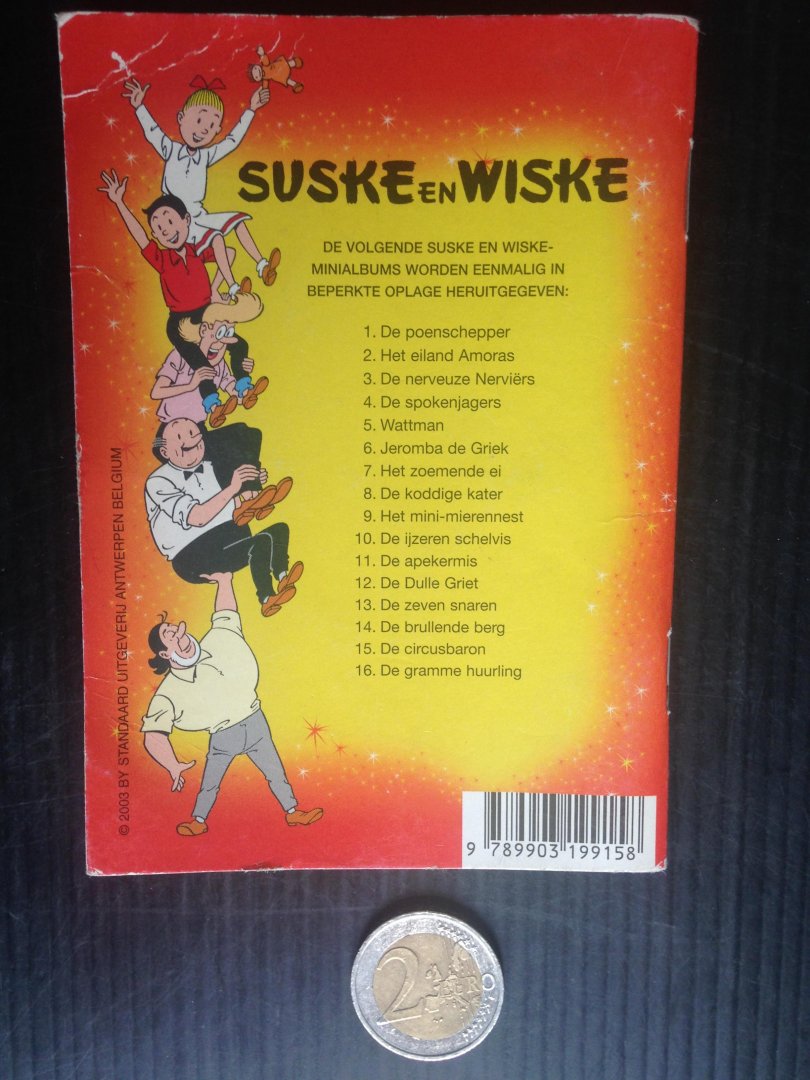 SUSKE EN WISKE
DE VOLGENDE SUSKE EN WISKE-
MINIALBUMS WORDEN EENMALIG IN
BEPERKTE OPLAGE HERUITGEGEVEN:
1. De poenschepper
2. Het eiland Amoras
3. De nerveuze Nerviërs
4. De spokenjagers
5. Wattman
6. Jeromba de Griek
7. Het zoemende ei
8. De koddige kater
9. Het mini-mierennest
10. De ijzeren schelvis
11. De apekermis
12. De Dulle Griet
13. De zeven snaren
14. De brullende berg
15. De circusbaron
16. De gramme huurling
© 2003 BY STANDAARD UITGEVERIJ ANTWERPEN BELGIUM
9 789903 199158
2 EURO